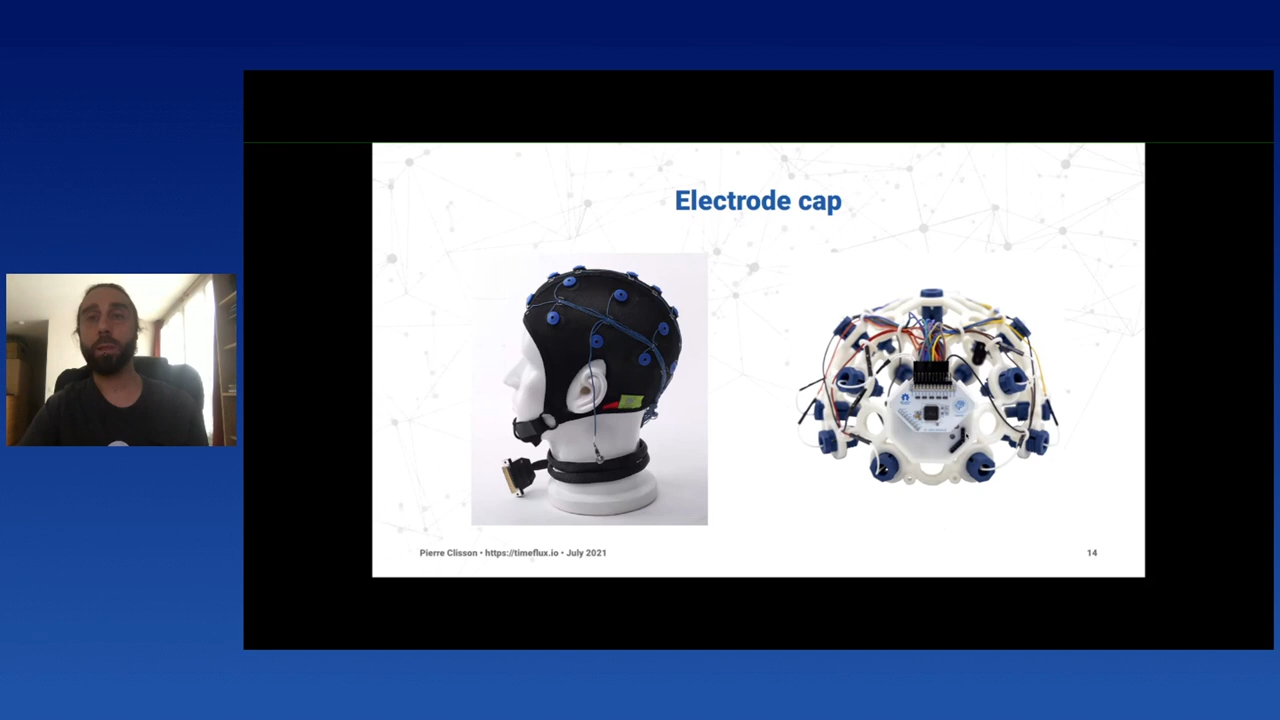 Electrode cap
Pierre Clisson • https://timeflux.io • July 2021
14